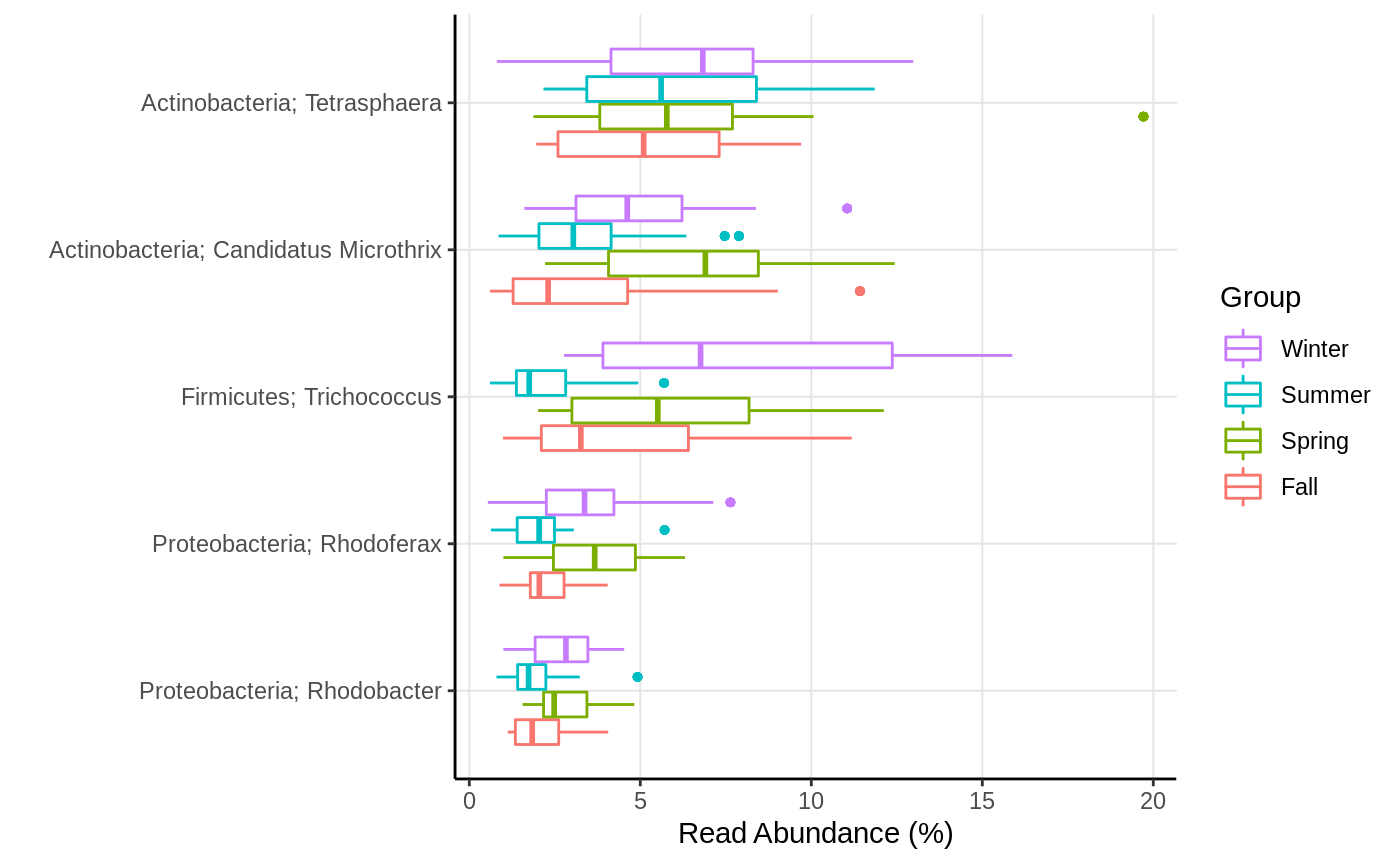 Actinobacteria; Tetrasphaera
Actinobacteria; Candidatus Microthrix
Firmicutes; Trichococcus
Proteobacteria; Rhodoferax
Proteobacteria; Rhodobacter
0 5 10 15 20
Read Abundance (%)
Group
Winter
Summer
Spring
Fall